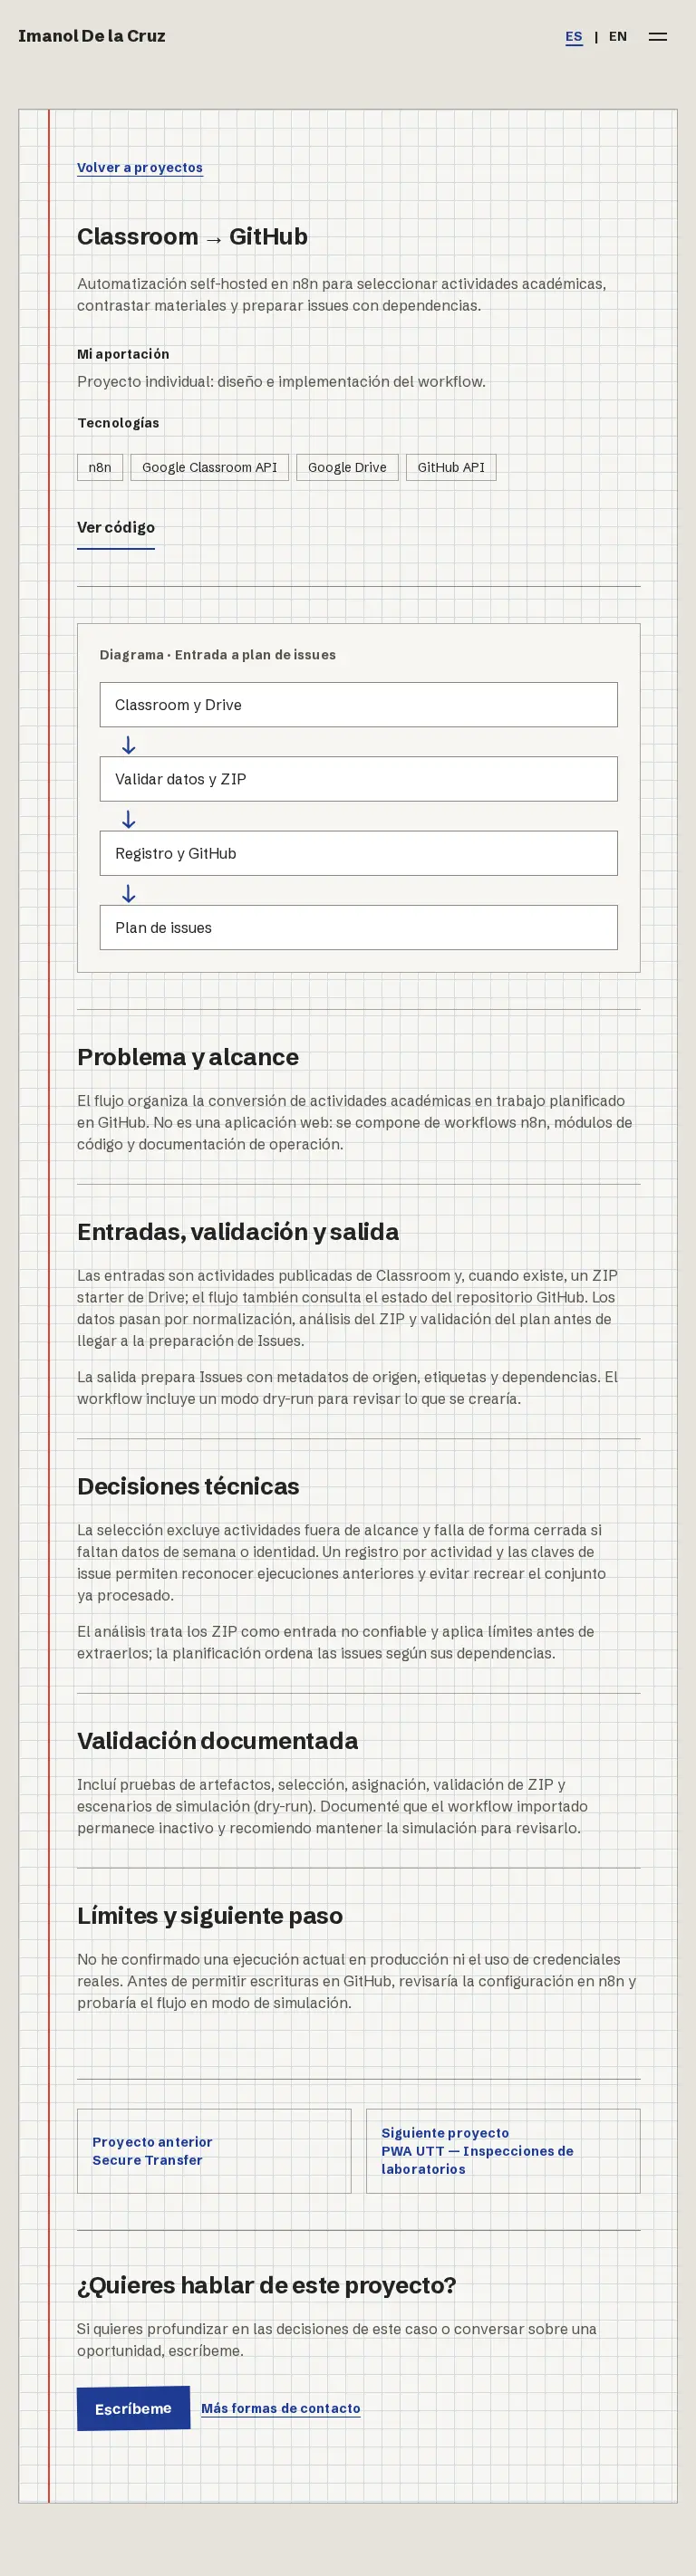 Imanol De la Cruz
ES | EN
Volver a proyectos
Classroom → GitHub
Automatización self-hosted en n8n para seleccionar actividades académicas,
contrastar materiales y preparar issues con dependencias.
Mi aportación
Proyecto individual: diseño e implementación del workflow.
Tecnologías
n8n
Google Classroom API
Google Drive
GitHub API
Ver código
Diagrama · Entrada a plan de issues
Classroom y Drive
↓
Validar datos y ZIP
↓
Registro y GitHub
↓
Plan de issues
Problema y alcance
El flujo organiza la conversión de actividades académicas en trabajo planificado
en GitHub. No es una aplicación web: se compone de workflows n8n, módulos de
código y documentación de operación.
Entradas, validación y salida
Las entradas son actividades publicadas de Classroom y, cuando existe, un ZIP
starter de Drive; el flujo también consulta el estado del repositorio GitHub. Los
datos pasan por normalización, análisis del ZIP y validación del plan antes de
llegar a la preparación de Issues.
La salida prepara Issues con metadatos de origen, etiquetas y dependencias. El
workflow incluye un modo dry-run para revisar lo que se crearía.
Decisiones técnicas
La selección excluye actividades fuera de alcance y falla de forma cerrada si
faltan datos de semana o identidad. Un registro por actividad y las claves de
issue permiten reconocer ejecuciones anteriores y evitar recrear el conjunto
ya procesado.
El análisis trata los ZIP como entrada no confiable y aplica límites antes de
extraerlos; la planificación ordena las issues según sus dependencias.
Validación documentada
Incluí pruebas de artefactos, selección, asignación, validación de ZIP y
escenarios de simulación (dry-run). Documenté que el workflow importado
permanece inactivo y recomiendo mantener la simulación para revisarlo.
Límites y siguiente paso
No he confirmado una ejecución actual en producción ni el uso de credenciales
reales. Antes de permitir escrituras en GitHub, revisaría la configuración en n8n y
probaría el flujo en modo de simulación.
Proyecto anterior
Secure Transfer
Siguiente proyecto
PWA UTT — Inspecciones de
laboratorios
¿Quieres hablar de este proyecto?
Si quieres profundizar en las decisiones de este caso o conversar sobre una
oportunidad, escríbeme.
Escríbeme
Más formas de contacto